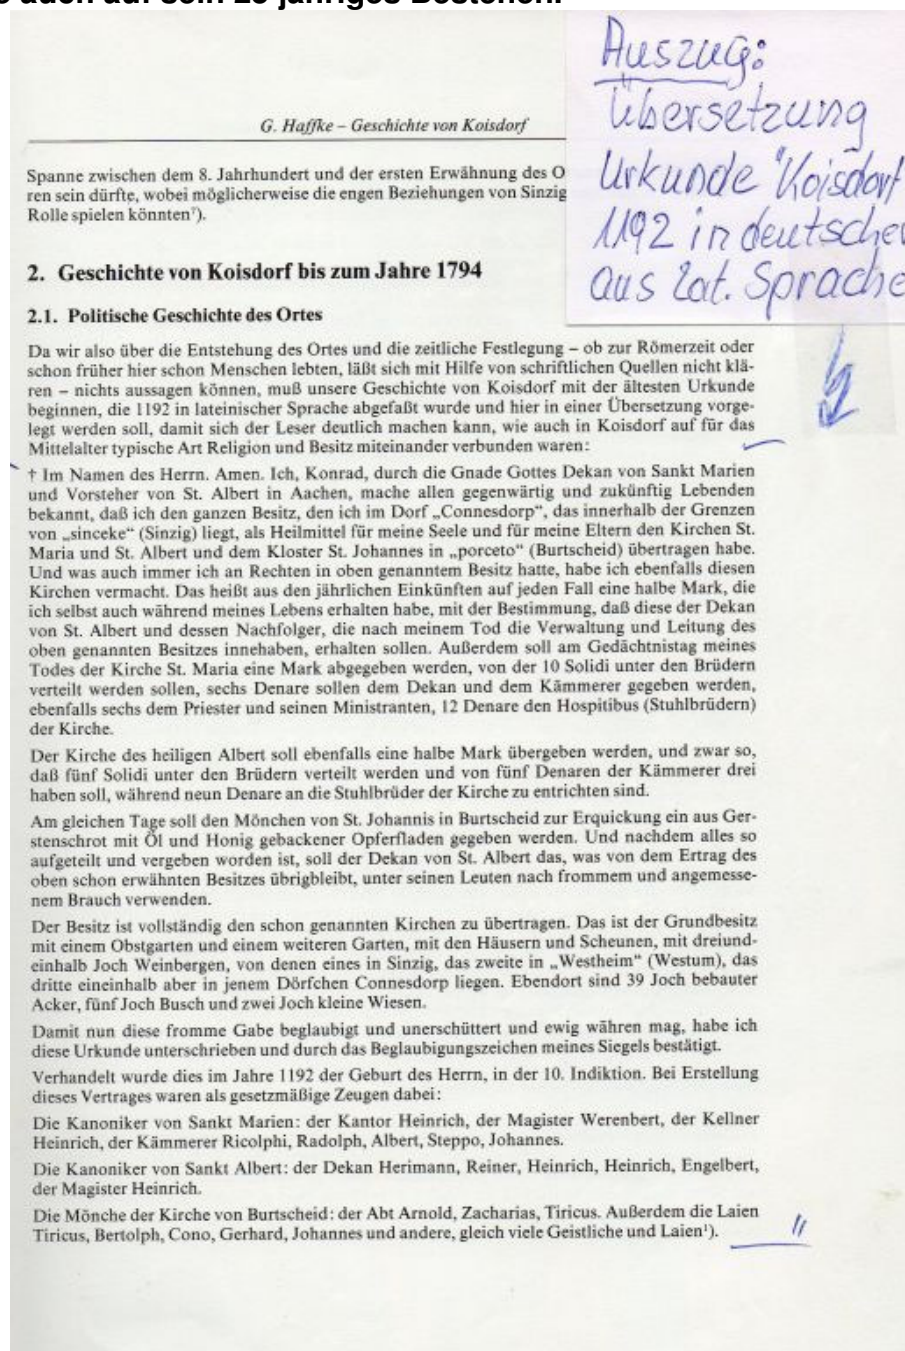 auch auf sein 25 jähriges Bestehen.
Auszug:
Übersetzung
Urkunde "Koisdorf
1192 in deutscher
aus Lat. Sprache
G. Haffke – Geschichte von Koisdorf
Spanne zwischen dem 8. Jahrhundert und der ersten Erwähnung des O
ren sein dürfte, wobei möglicherweise die engen Beziehungen von Sinzig
Rolle spielen könnten⁷).
2. Geschichte von Koisdorf bis zum Jahre 1794
2.1. Politische Geschichte des Ortes
Da wir also über die Entstehung des Ortes und die zeitliche Festlegung – ob zur Römerzeit oder
schon früher hier schon Menschen lebten, läßt sich mit Hilfe von schriftlichen Quellen nicht klä-
ren – nichts aussagen können, muß unsere Geschichte von Koisdorf mit der ältesten Urkunde
beginnen, die 1192 in lateinischer Sprache abgefaßt wurde und hier in einer Übersetzung vorge-
legt werden soll, damit sich der Leser deutlich machen kann, wie auch in Koisdorf auf für das
Mittelalter typische Art Religion und Besitz miteinander verbunden waren:
† Im Namen des Herrn. Amen. Ich, Konrad, durch die Gnade Gottes Dekan von Sankt Marien
und Vorsteher von St. Albert in Aachen, mache allen gegenwärtig und zukünftig Lebenden
bekannt, daß ich den ganzen Besitz, den ich im Dorf „Connesdorp“, das innerhalb der Grenzen
von „sinceke“ (Sinzig) liegt, als Heilmittel für meine Seele und für meine Eltern den Kirchen St.
Maria und St. Albert und dem Kloster St. Johannes in „porceto“ (Burtscheid) übertragen habe.
Und was auch immer ich an Rechten in oben genanntem Besitz hatte, habe ich ebenfalls diesen
Kirchen vermacht. Das heißt aus den jährlichen Einkünften auf jeden Fall eine halbe Mark, die
ich selbst auch während meines Lebens erhalten habe, mit der Bestimmung, daß diese der Dekan
von St. Albert und dessen Nachfolger, die nach meinem Tod die Verwaltung und Leitung des
oben genannten Besitzes innehaben, erhalten sollen. Außerdem soll am Gedächtnistag meines
Todes der Kirche St. Maria eine Mark abgegeben werden, von der 10 Solidi unter den Brüdern
verteilt werden sollen, sechs Denare sollen dem Dekan und dem Kämmerer gegeben werden,
ebenfalls sechs dem Priester und seinen Ministranten, 12 Denare den Hospitibus (Stuhlbrüdern)
der Kirche.
Der Kirche des heiligen Albert soll ebenfalls eine halbe Mark übergeben werden, und zwar so,
daß fünf Solidi unter den Brüdern verteilt werden und von fünf Denaren der Kämmerer drei
haben soll, während neun Denare an die Stuhlbrüder der Kirche zu entrichten sind.
Am gleichen Tage soll den Mönchen von St. Johannis in Burtscheid zur Erquickung ein aus Ger-
stenschrot mit Öl und Honig gebackener Opferfladen gegeben werden. Und nachdem alles so
aufgeteilt und vergeben worden ist, soll der Dekan von St. Albert das, was von dem Ertrag des
oben schon erwähnten Besitzes übrigbleibt, unter seinen Leuten nach frommem und angemesse-
nem Brauch verwenden.
Der Besitz ist vollständig den schon genannten Kirchen zu übertragen. Das ist der Grundbesitz
mit einem Obstgarten und einem weiteren Garten, mit den Häusern und Scheunen, mit dreiund-
einhalb Joch Weinbergen, von denen eines in Sinzig, das zweite in „Westheim“ (Westum), das
dritte eineinhalb aber in jenem Dörfchen Connesdorp liegen. Ebendort sind 39 Joch bebauter
Acker, fünf Joch Busch und zwei Joch kleine Wiesen.
Damit nun diese fromme Gabe beglaubigt und unerschüttert und ewig währen mag, habe ich
diese Urkunde unterschrieben und durch das Beglaubigungszeichen meines Siegels bestätigt.
Verhandelt wurde dies im Jahre 1192 der Geburt des Herrn, in der 10. Indiktion. Bei Erstellung
dieses Vertrages waren als gesetzmäßige Zeugen dabei:
Die Kanoniker von Sankt Marien: der Kantor Heinrich, der Magister Werenbert, der Kellner
Heinrich, der Kämmerer Ricolphi, Radolph, Albert, Steppo, Johannes.
Die Kanoniker von Sankt Albert: der Dekan Herimann, Reiner, Heinrich, Heinrich, Engelbert,
der Magister Heinrich.
Die Mönche der Kirche von Burtscheid: der Abt Arnold, Zacharias, Tiricus. Außerdem die Laien
Tiricus, Bertolph, Cono, Gerhard, Johannes und andere, gleich viele Geistliche und Laien¹).